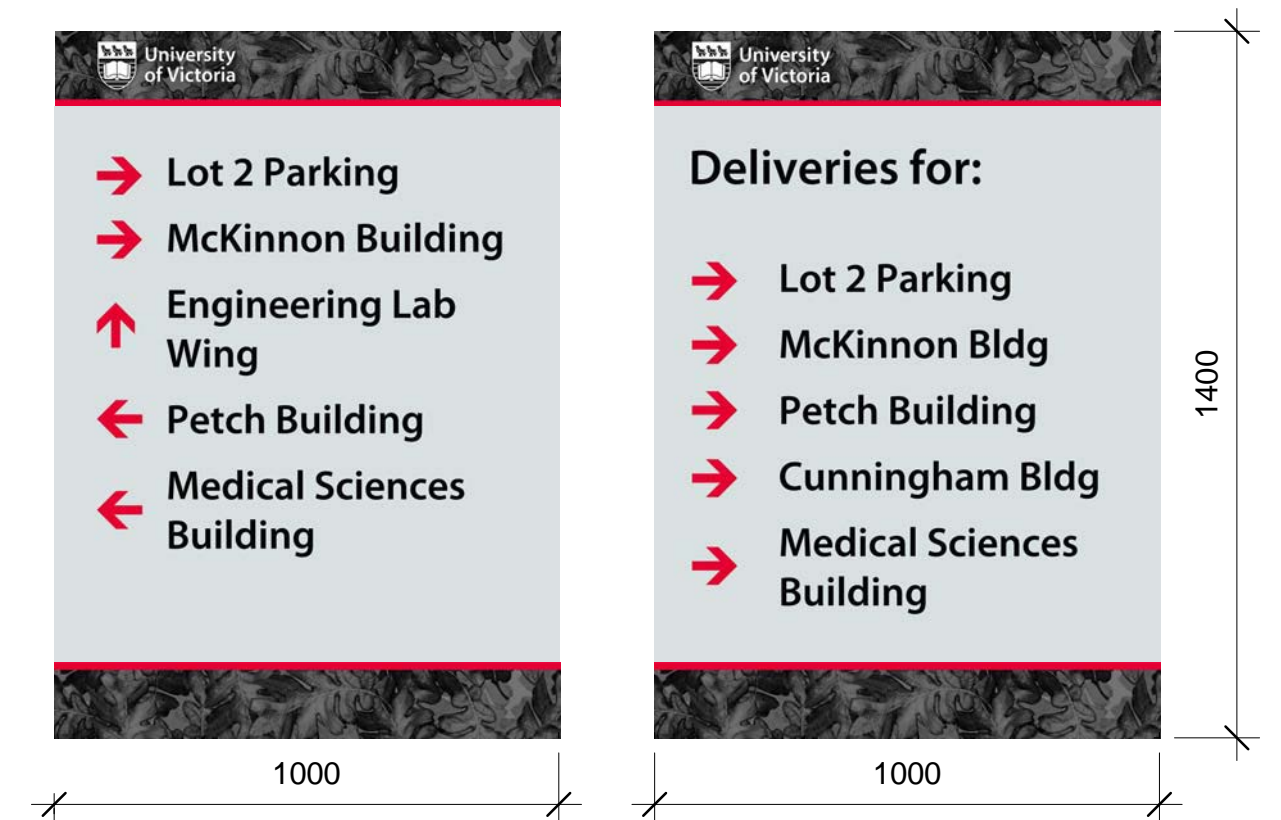 University
of Victoria
Lot 2 Parking
McKinnon Building
Engineering Lab
Wing
Petch Building
Medical Sciences
Building
1000
University
of Victoria
Deliveries for:
Lot 2 Parking
McKinnon Bldg
Petch Building
Cunningham Bldg
Medical Sciences
Building
1000
1400